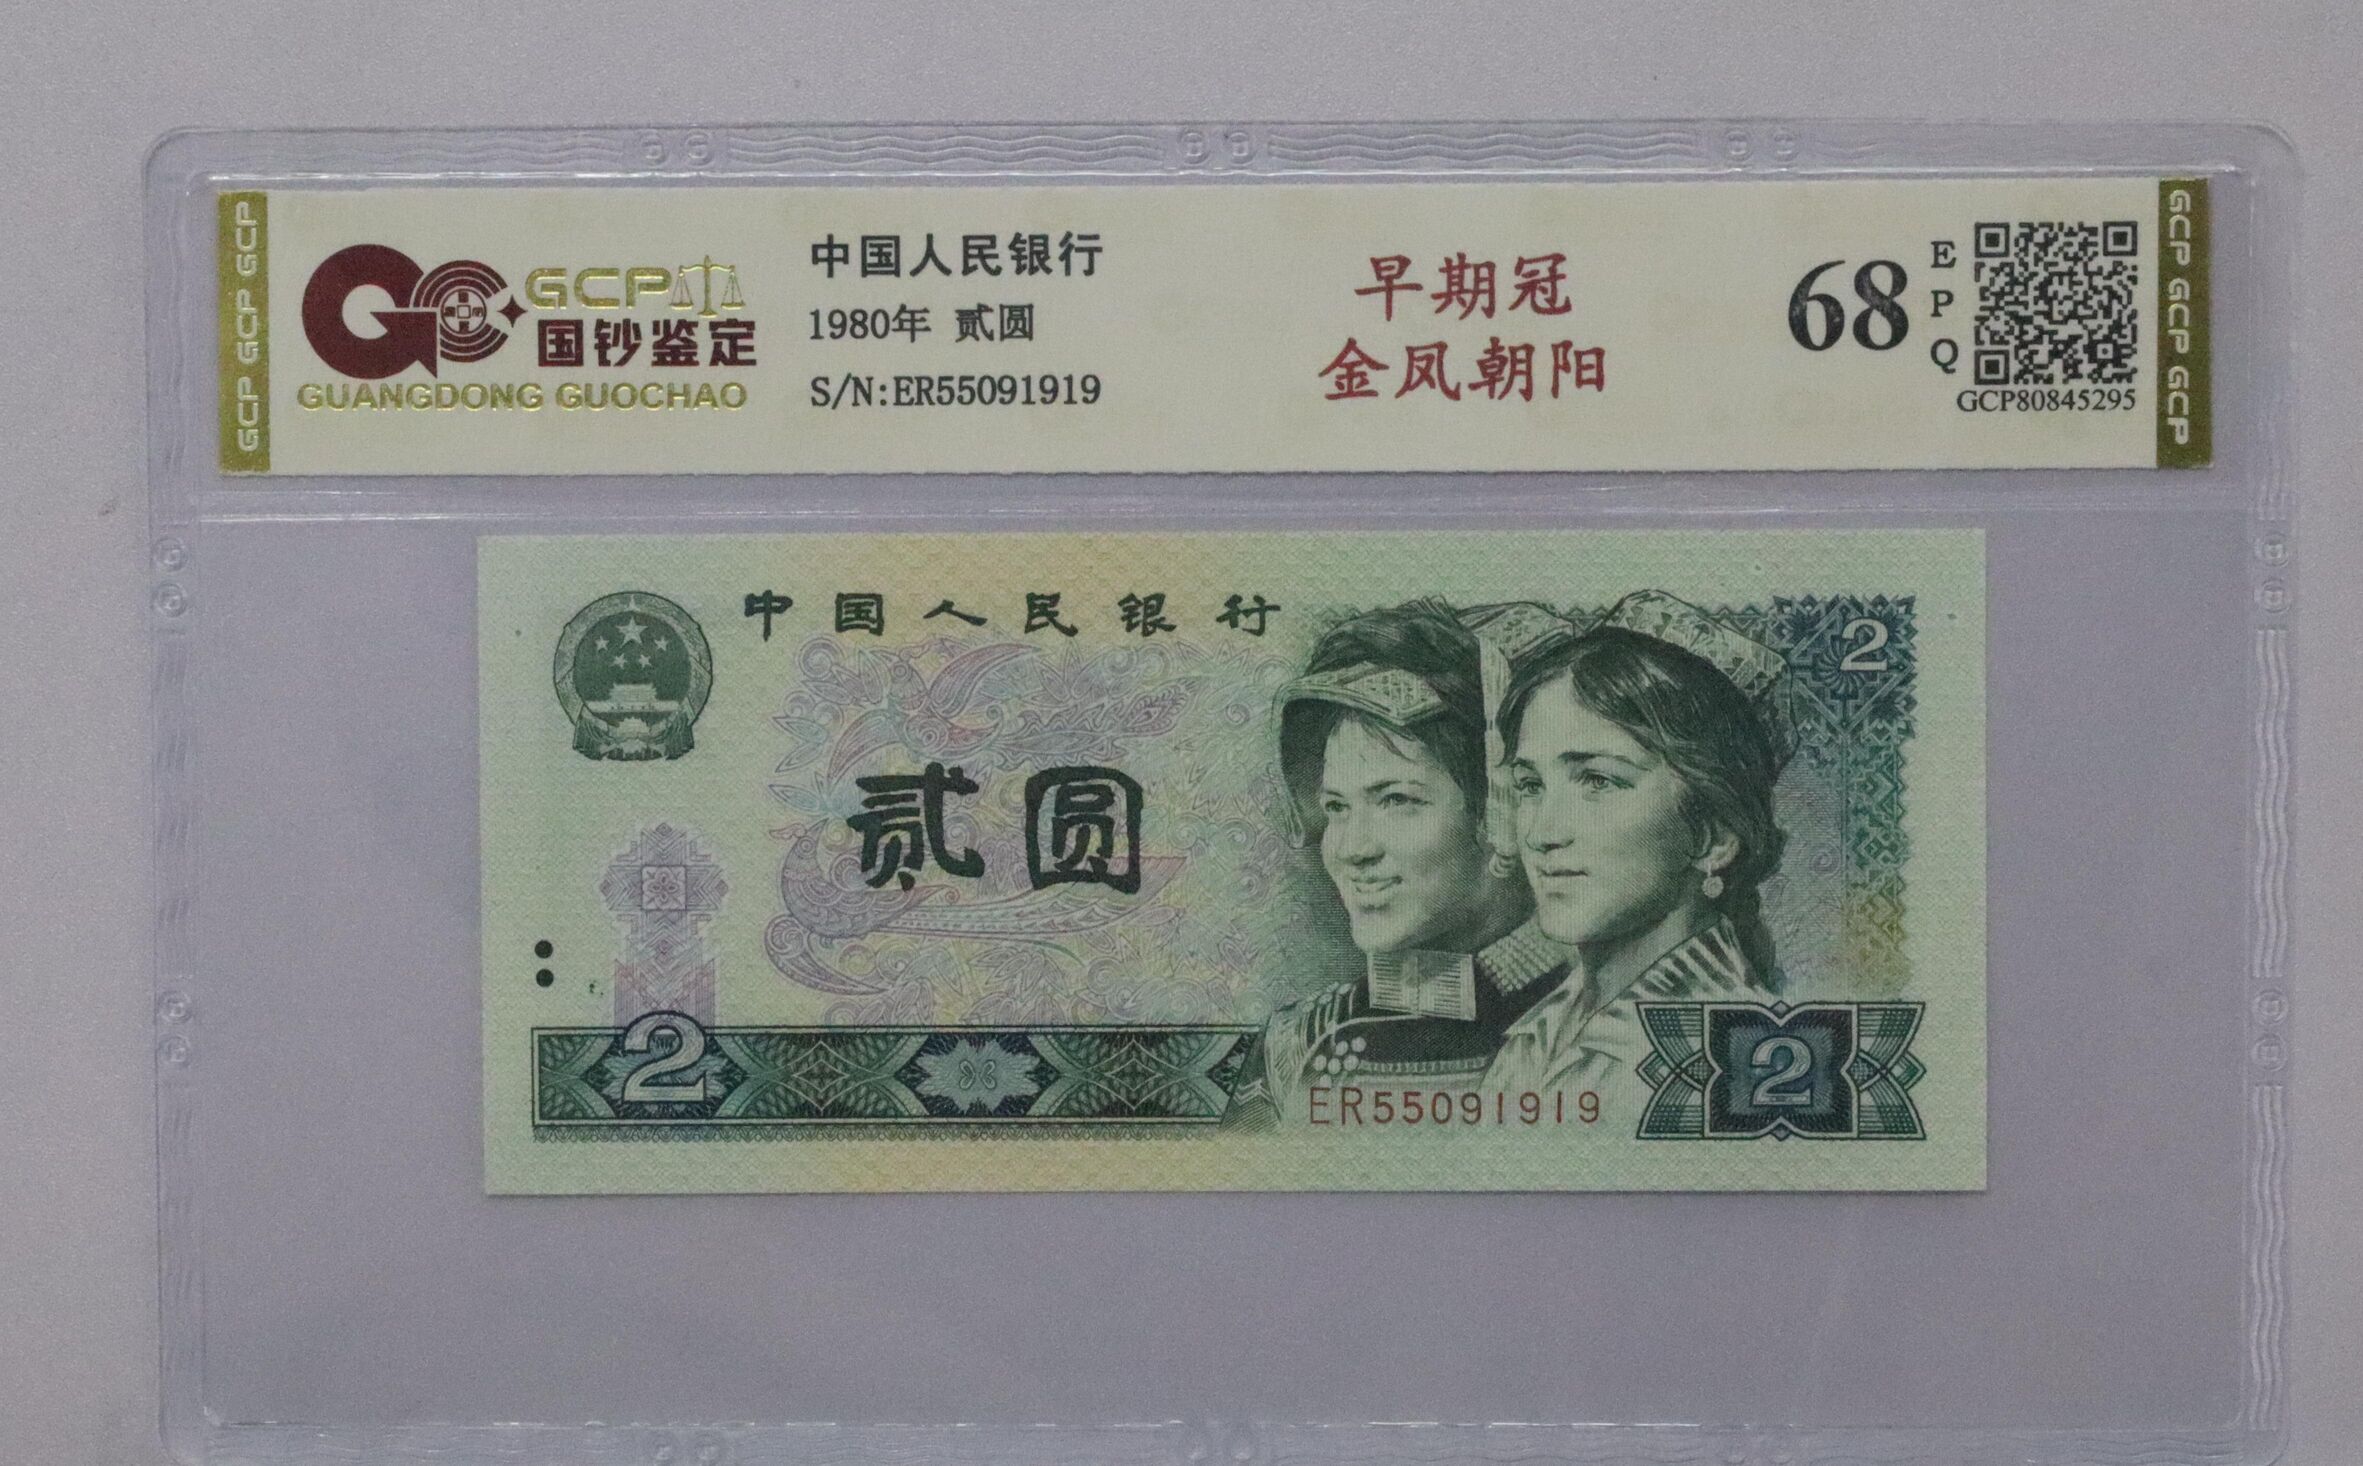 GCP GCP GCP
GCP
国钞鉴定
GUANGDONG GUOCHAO
中国人民银行
1980年 贰圆
S/N:ER55091919
早期冠
金凤朝阳
68
EPQ
GCP80845295
GCP GCP GCP
中国人民银行
2
贰圆
2
ER55091919
2